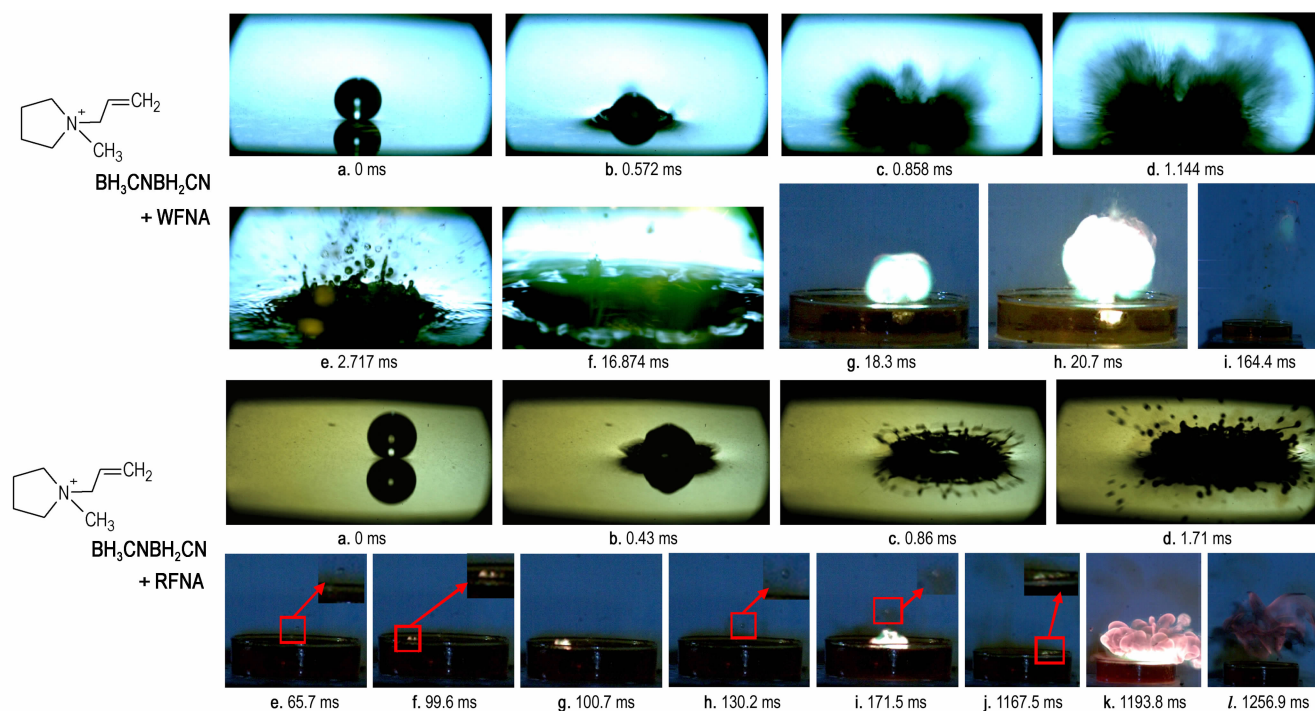 N+
CH2
CH3
BH3CNBH2CN
+ WFNA
a. 0 ms
b. 0.572 ms
c. 0.858 ms
d. 1.144 ms
e. 2.717 ms
f. 16.874 ms
g. 18.3 ms
h. 20.7 ms
i. 164.4 ms
N+
CH2
CH3
BH3CNBH2CN
+ RFNA
a. 0 ms
b. 0.43 ms
c. 0.86 ms
d. 1.71 ms
e. 65.7 ms
f. 99.6 ms
g. 100.7 ms
h. 130.2 ms
i. 171.5 ms
j. 1167.5 ms
k. 1193.8 ms
l. 1256.9 ms